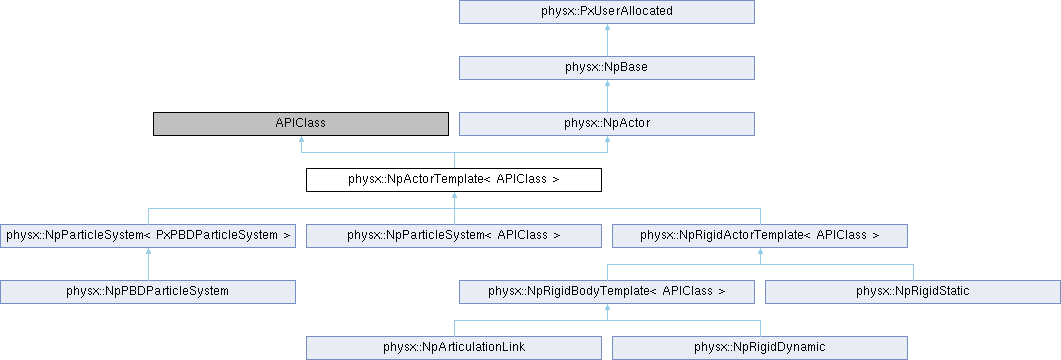 physx::PxUserAllocated
physx::NpBase
APIClass
physx::NpActor
physx::NpActorTemplate< APIClass >
physx::NpParticleSystem< PxPBDParticleSystem >
physx::NpParticleSystem< APIClass >
physx::NpRigidActorTemplate< APIClass >
physx::NpPBDParticleSystem
physx::NpRigidBodyTemplate< APIClass >
physx::NpRigidStatic
physx::NpArticulationLink
physx::NpRigidDynamic